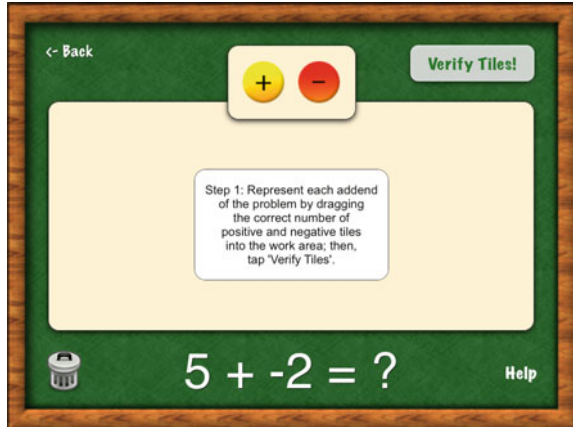 <- Back
+ -
Verify Tiles!
Step 1: Represent each addend
of the problem by dragging
the correct number of
positive and negative tiles
into the work area; then,
tap 'Verify Tiles'.
5 + -2 = ?
Help